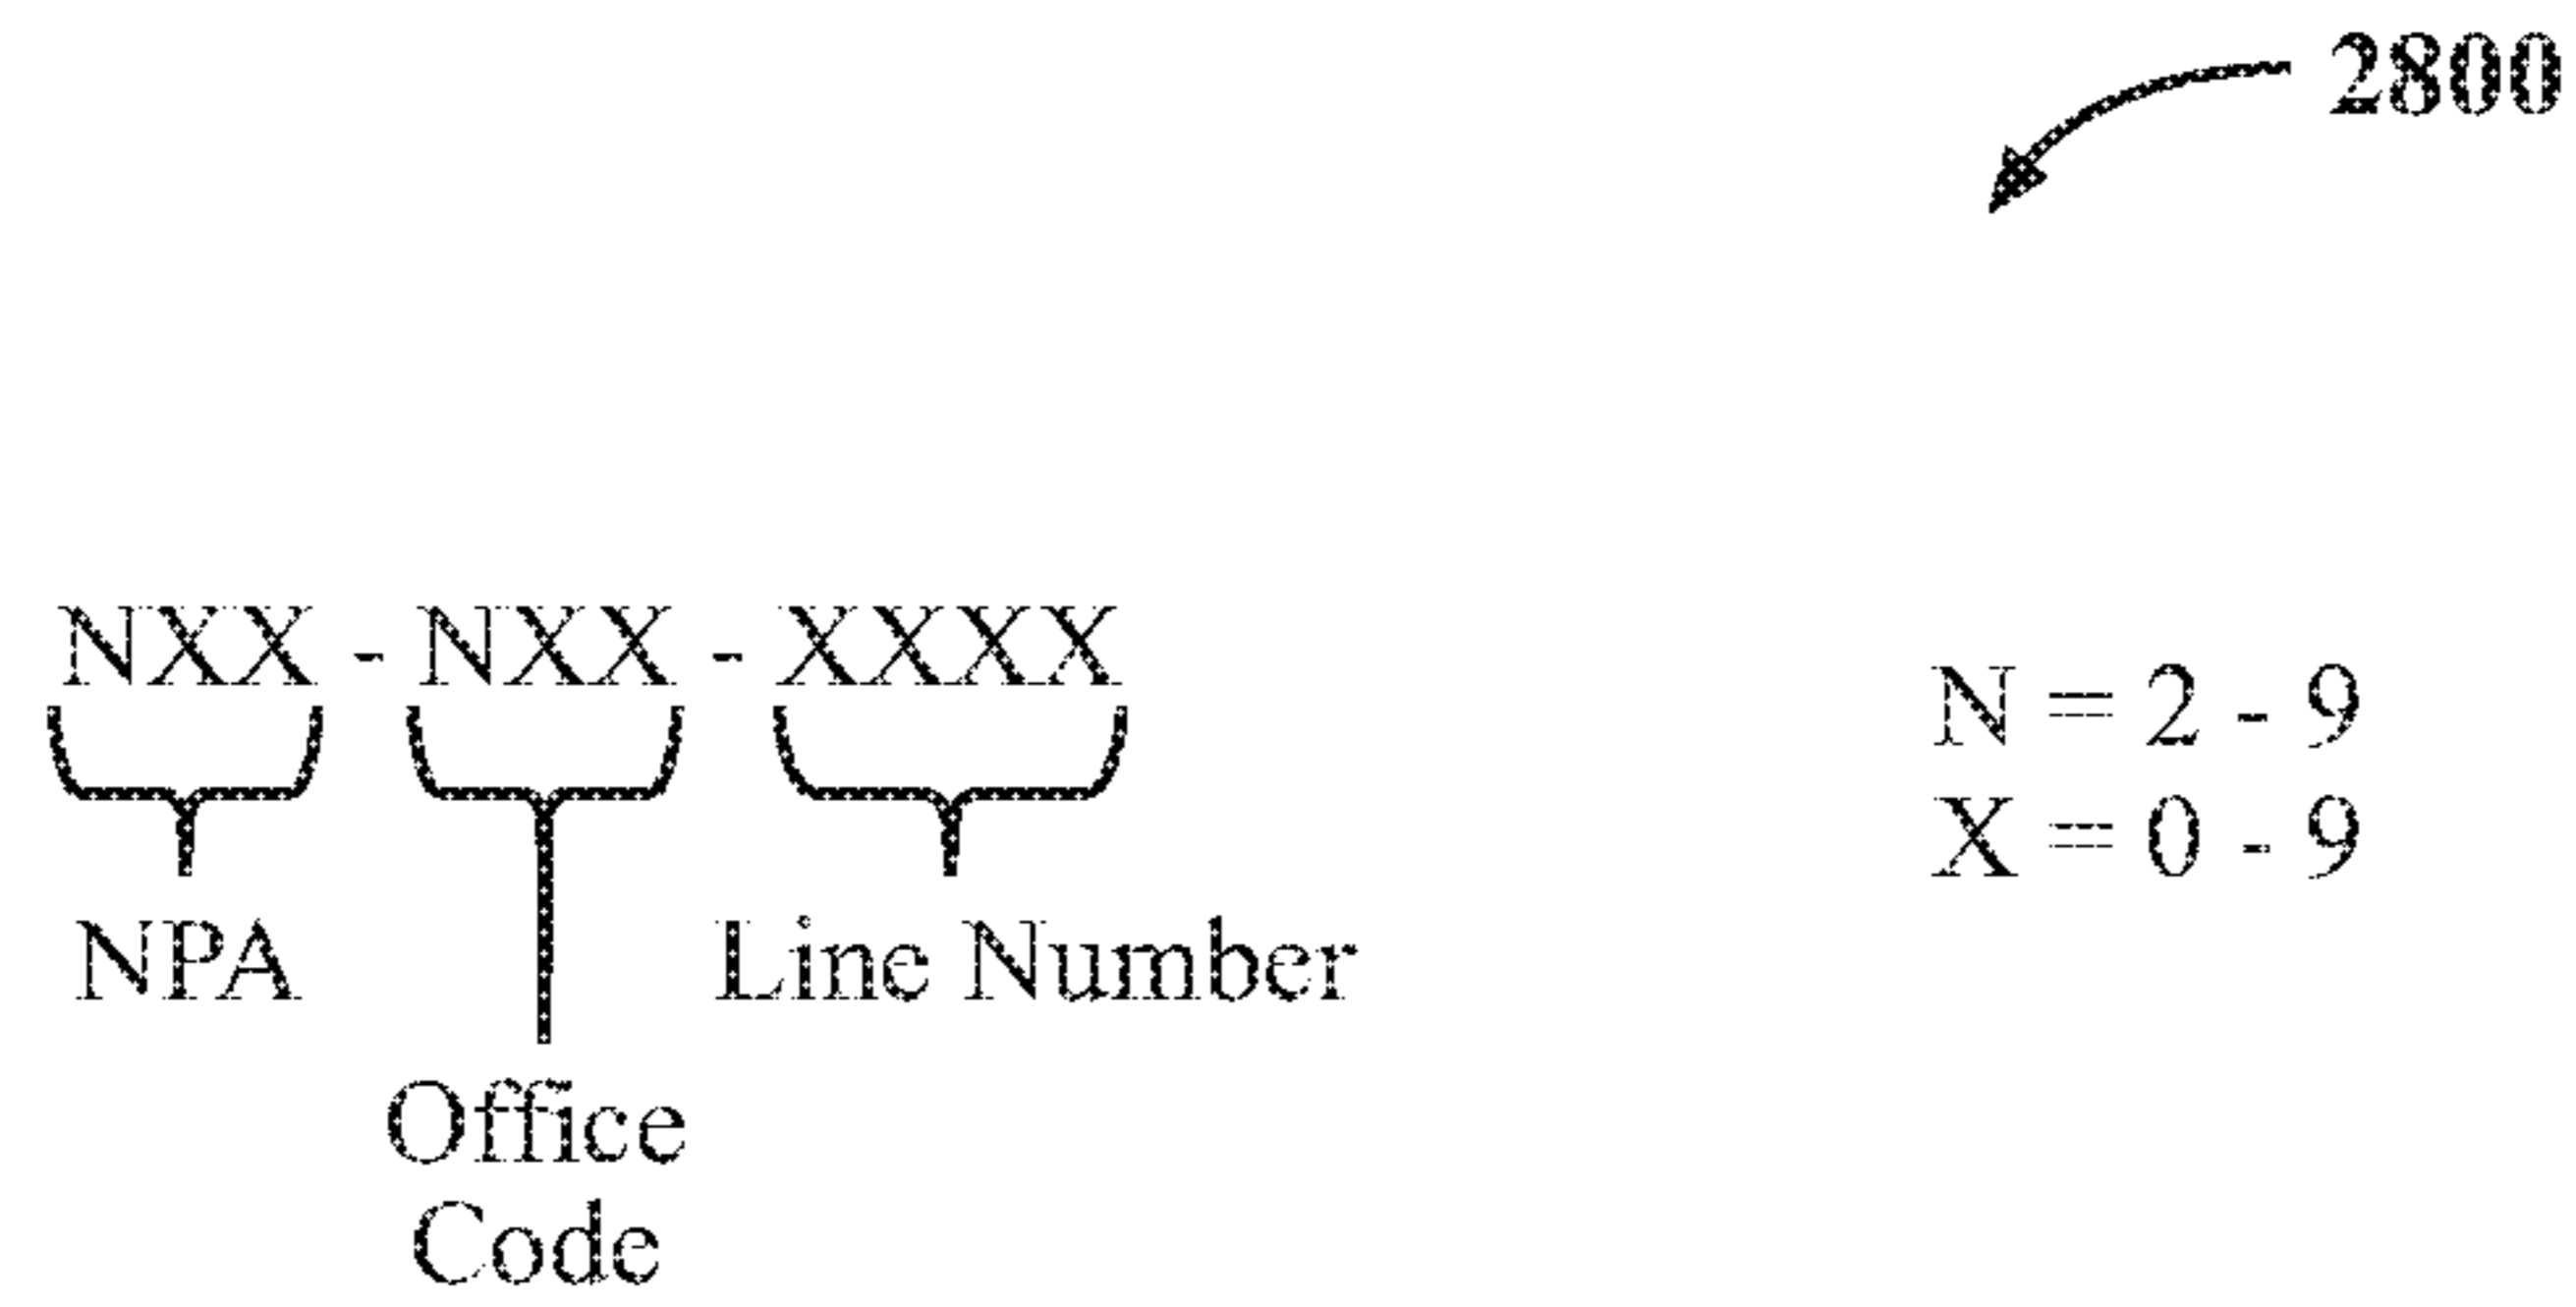 2800
NXX - NXX - XXXX
N = 2 - 9
X = 0 - 9
NPA
Line Number
Office
Code